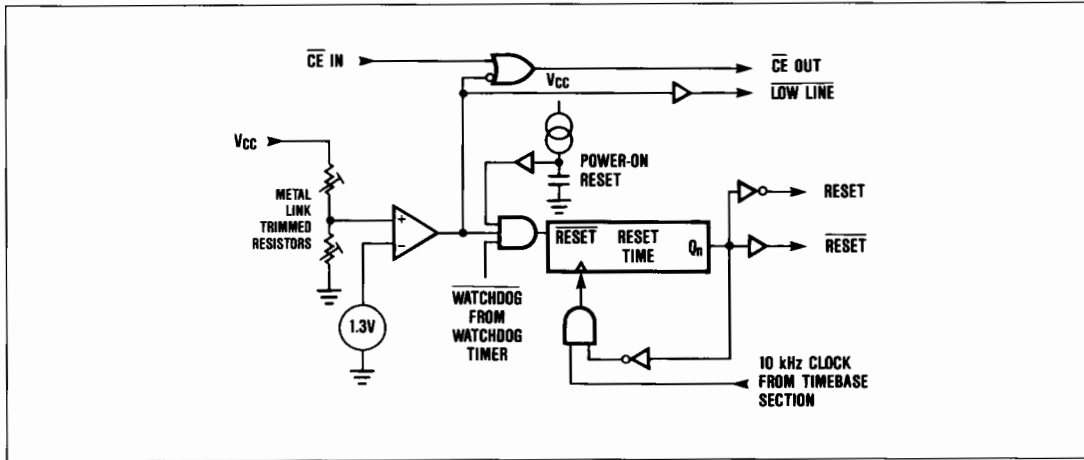 CE IN
CE OUT
VCC
LOW LINE
VCC
POWER-ON
RESET
METAL
LINK
TRIMMED
RESISTORS
+
−
RESET
RESET
TIME
Qn
RESET
RESET
WATCHDOG
FROM
WATCHDOG
TIMER
1.3V
10 kHz CLOCK
FROM TIMEBASE
SECTION